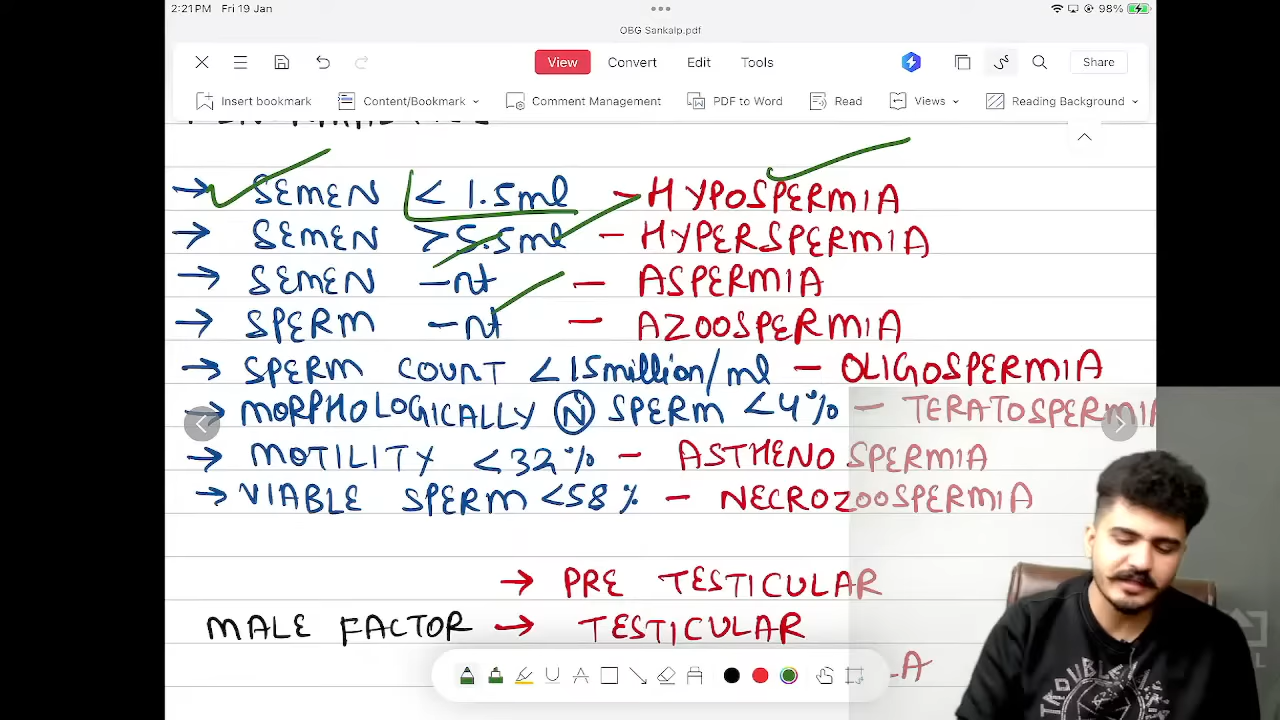 2:21 PM Fri 19 Jan
98%
OBG Sankalp.pdf
View Convert Edit Tools Share
Insert bookmark Content/Bookmark Comment Management PDF to Word Read Views Reading Background
→ SEMEN < 1.5ml – HYPOSPERMIA
→ SEMEN > 5.5ml – HYPERSPERMIA
→ SEMEN –nt – ASPERMIA
→ SPERM –nt – AZOOSPERMIA
→ SPERM COUNT <15million/ml – OLIGOSPERMIA
→ MORPHOLOGICALLY N SPERM <4% – TERATOSPERMIA
→ MOTILITY <32% – ASTHENOSPERMIA
→ VIABLE SPERM <58% – NECROZOOSPERMIA
→ PRE TESTICULAR
MALE FACTOR → TESTICULAR
TROUBLE